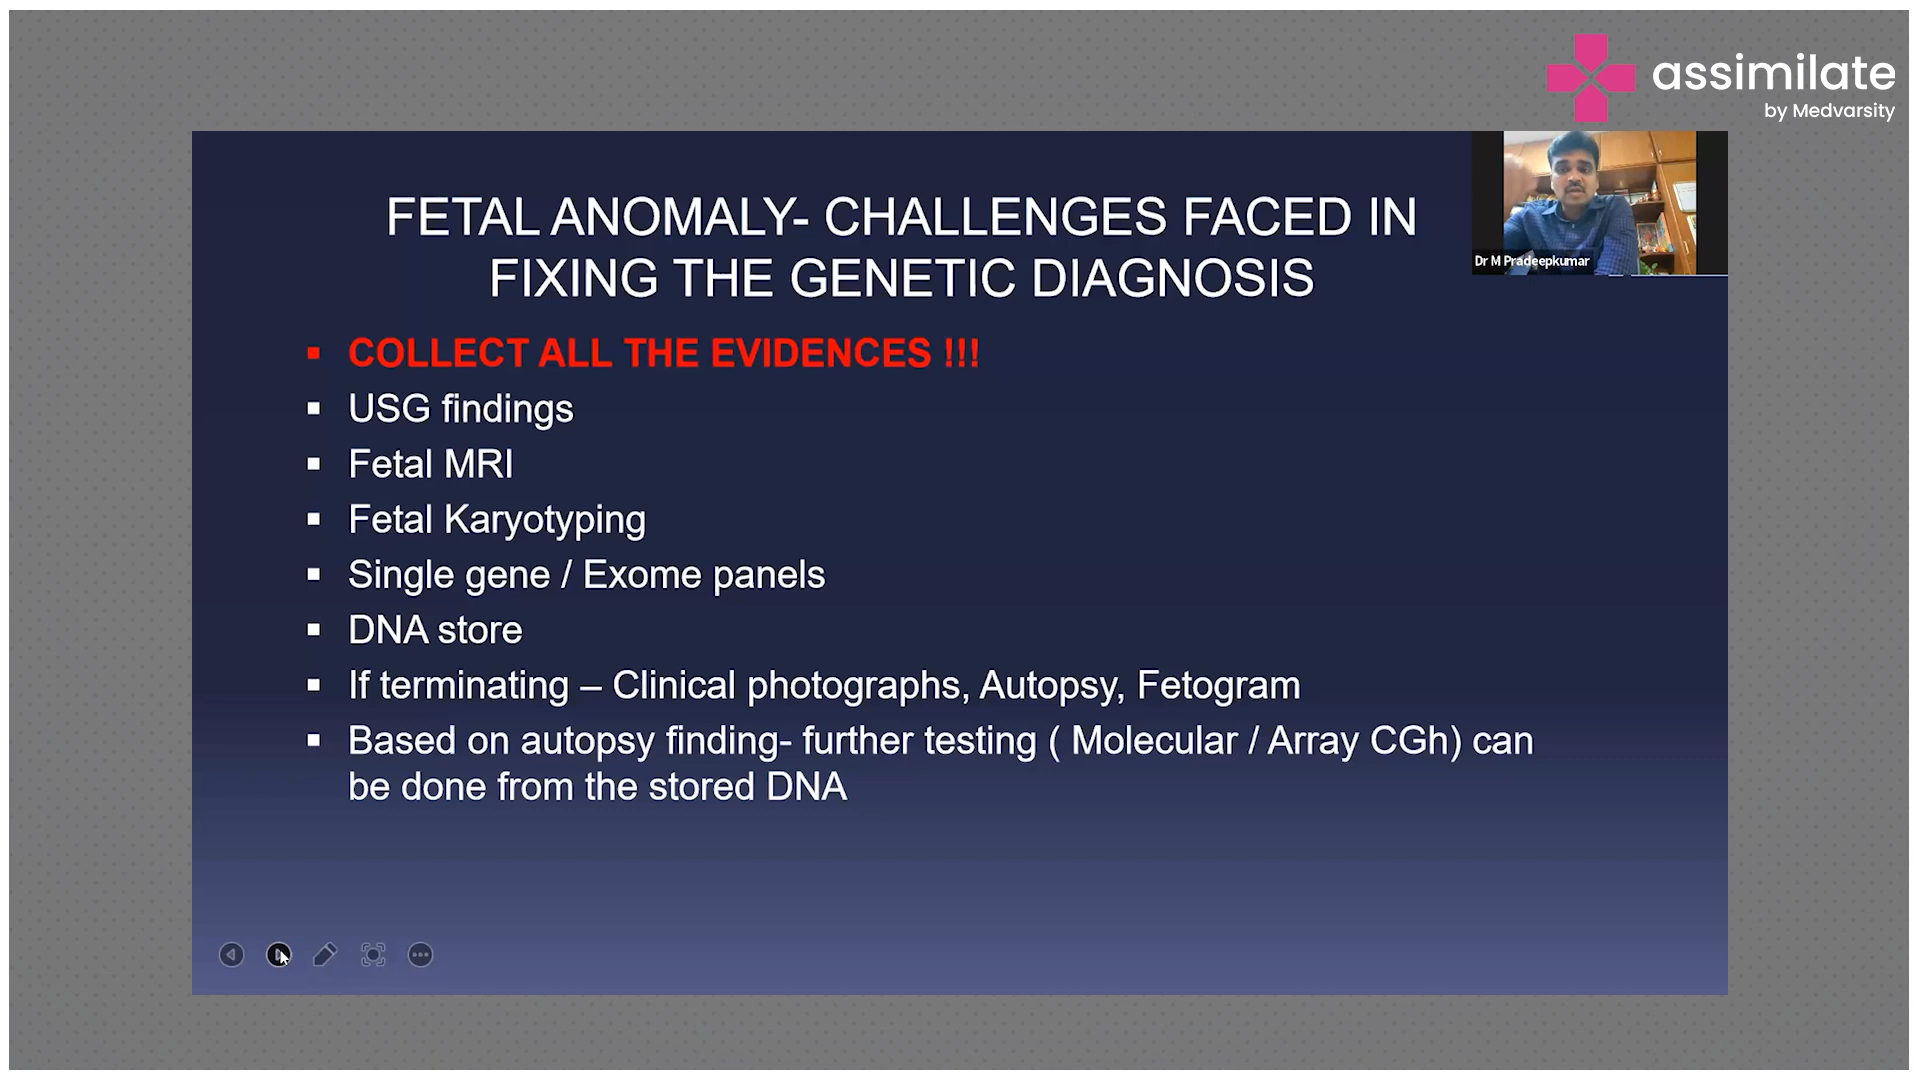 assimilate
by Medvarsity
FETAL ANOMALY- CHALLENGES FACED IN
FIXING THE GENETIC DIAGNOSIS
Dr M Pradeepkumar
COLLECT ALL THE EVIDENCES !!!
USG findings
Fetal MRI
Fetal Karyotyping
Single gene / Exome panels
DNA store
If terminating – Clinical photographs, Autopsy, Fetogram
Based on autopsy finding- further testing ( Molecular / Array CGh) can
be done from the stored DNA